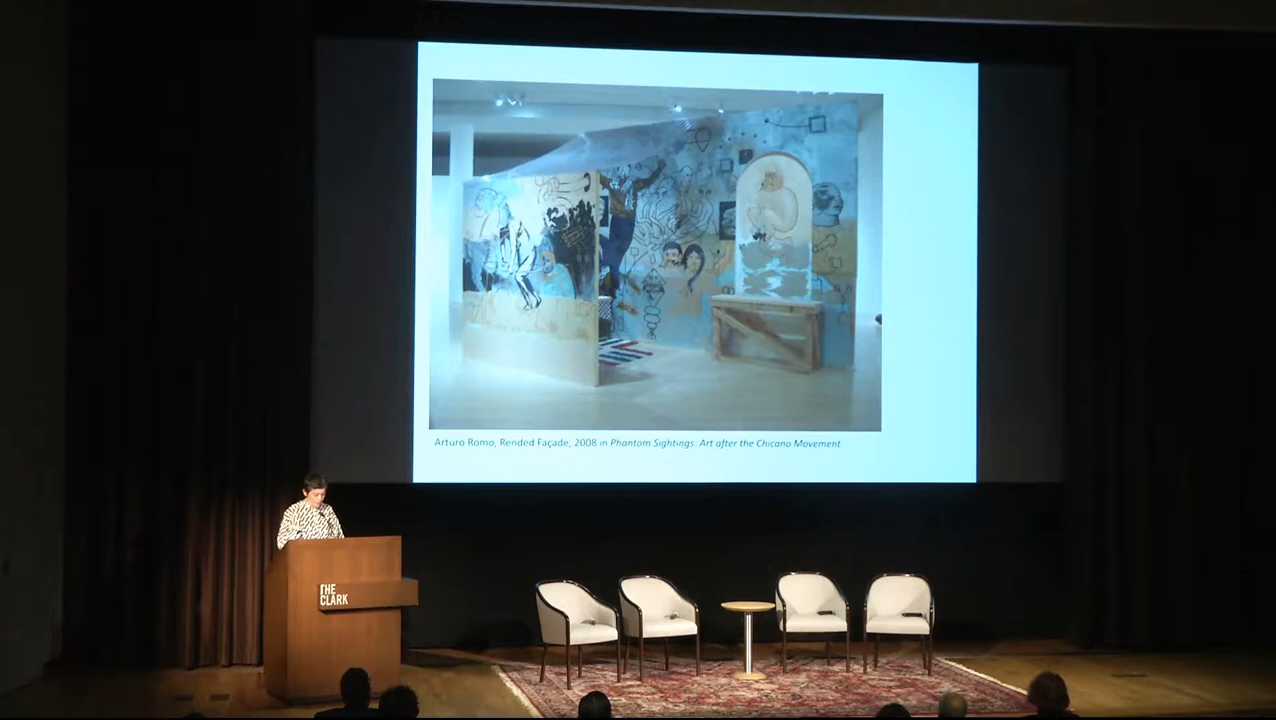 Arturo Romo, Rended Façade, 2008 in Phantom Sightings. Art after the Chicano Movement
THE
CLARK